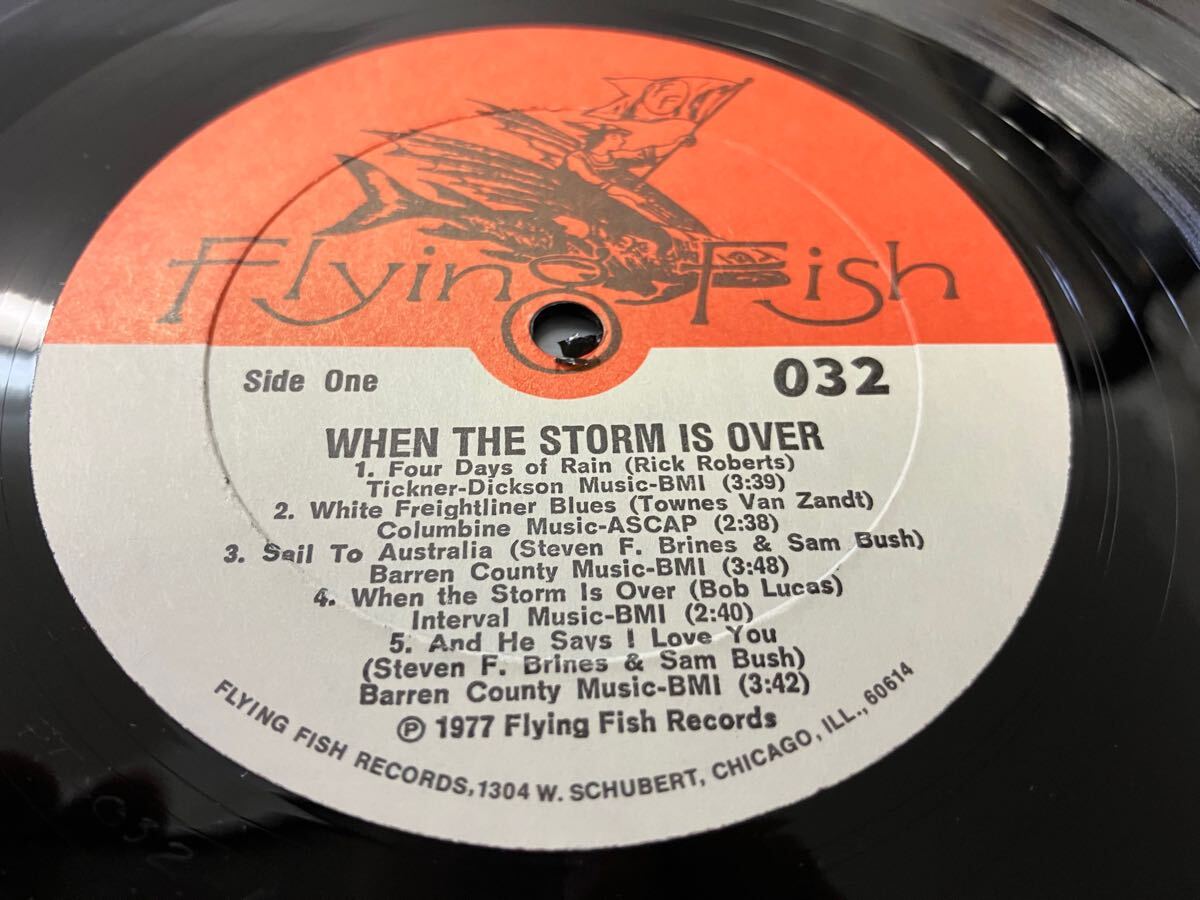 Flying Fish
Side One
032
WHEN THE STORM IS OVER
1. Four Days of Rain (Rick Roberts)
Tickner-Dickson Music-BMI (3:39)
2. White Freightliner Blues (Townes Van Zandt)
Columbine Music-ASCAP (2:38)
3. Sail To Australia (Steven F. Brines & Sam Bush)
Barren County Music-BMI (3:48)
4. When the Storm Is Over (Bob Lucas)
Interval Music-BMI (2:40)
5. And He Says I Love You
(Steven F. Brines & Sam Bush)
Barren County Music-BMI (3:42)
℗ 1977 Flying Fish Records
FLYING FISH RECORDS, 1304 W. SCHUBERT, CHICAGO, ILL., 60614